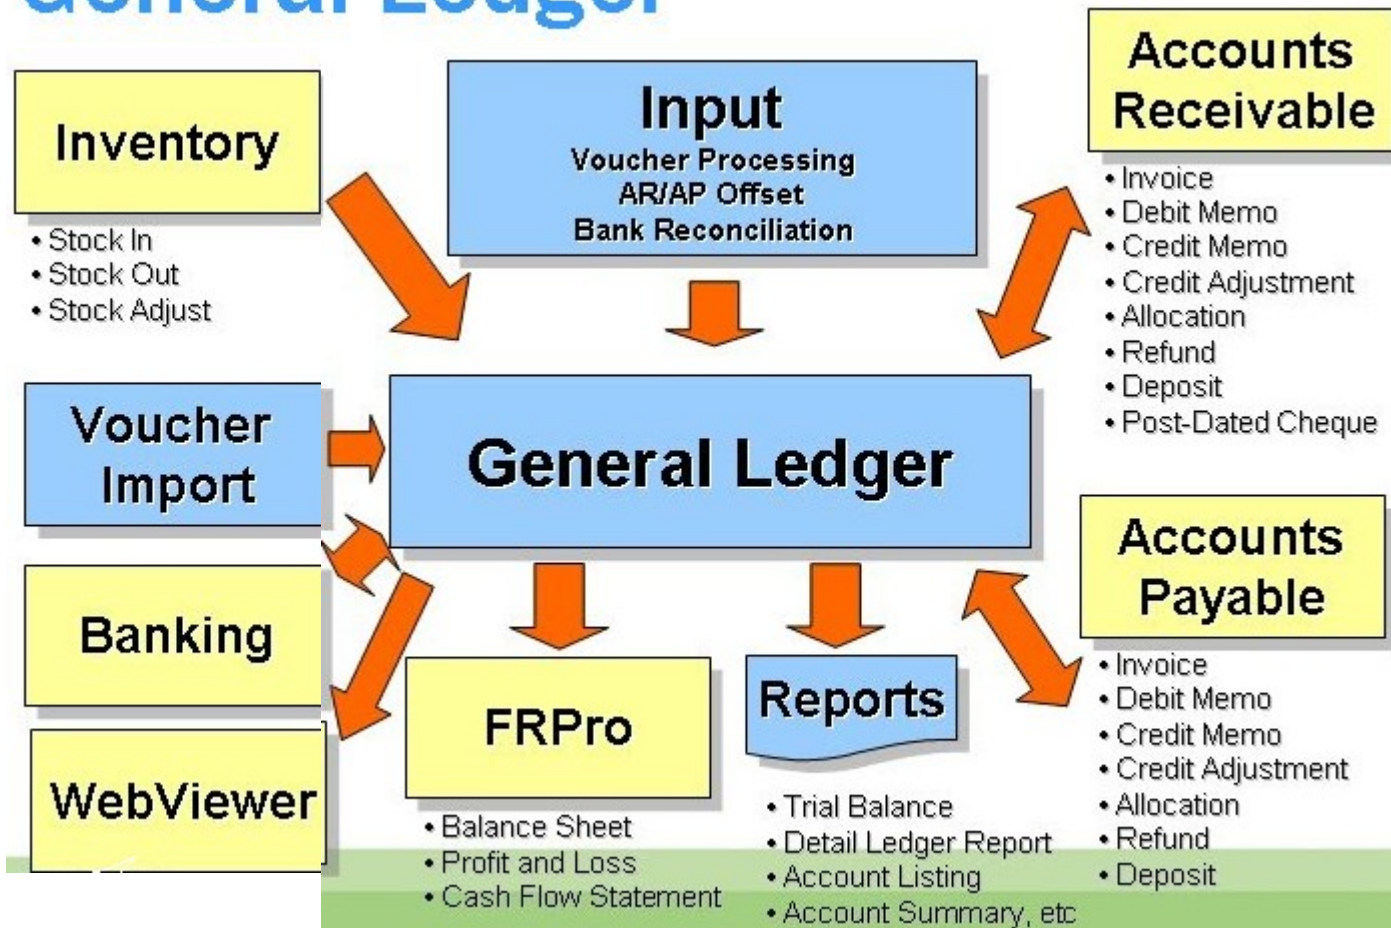 General Ledger
Inventory
• Stock In
• Stock Out
• Stock Adjust
Input
Voucher Processing
AR/AP Offset
Bank Reconciliation
Accounts
Receivable
• Invoice
• Debit Memo
• Credit Memo
• Credit Adjustment
• Allocation
• Refund
• Deposit
• Post-Dated Cheque
Voucher
Import
General Ledger
Banking
WebViewer
FRPro
• Balance Sheet
• Profit and Loss
• Cash Flow Statement
Reports
• Trial Balance
• Detail Ledger Report
• Account Listing
• Account Summary, etc
Accounts
Payable
• Invoice
• Debit Memo
• Credit Memo
• Credit Adjustment
• Allocation
• Refund
• Deposit